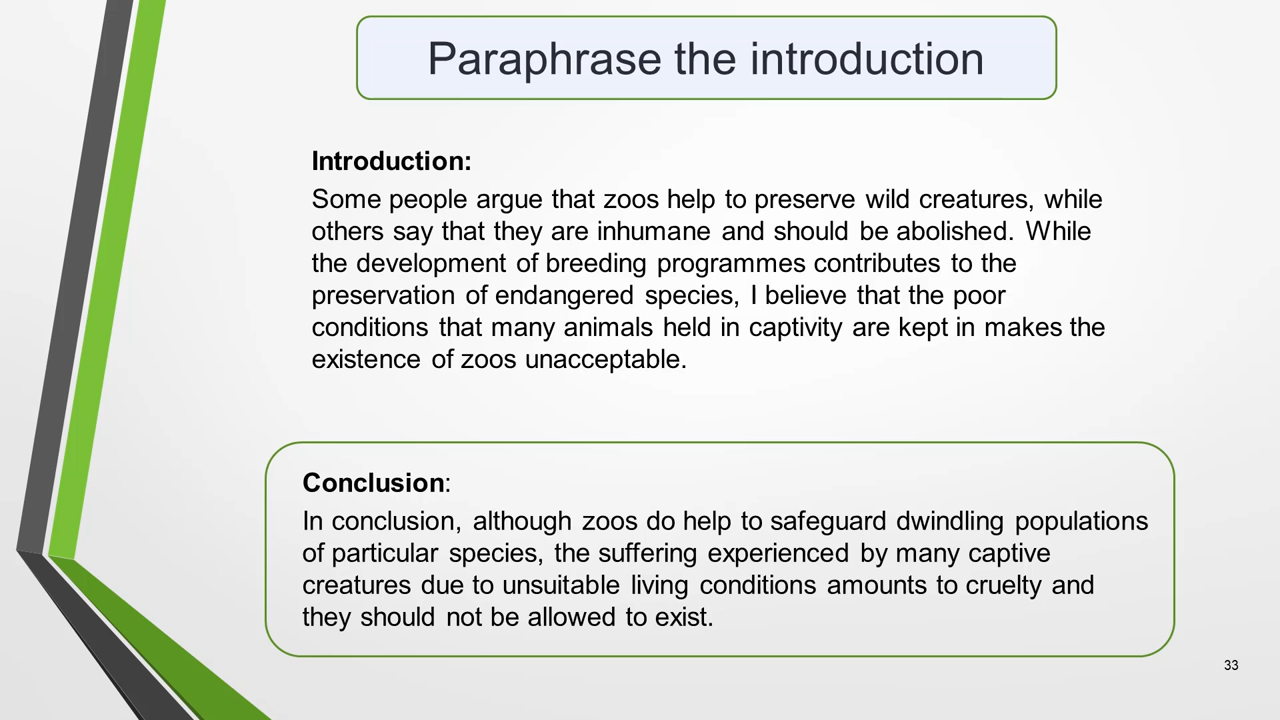 Paraphrase the introduction
Introduction:
Some people argue that zoos help to preserve wild creatures, while
others say that they are inhumane and should be abolished. While
the development of breeding programmes contributes to the
preservation of endangered species, I believe that the poor
conditions that many animals held in captivity are kept in makes the
existence of zoos unacceptable.
Conclusion:
In conclusion, although zoos do help to safeguard dwindling populations
of particular species, the suffering experienced by many captive
creatures due to unsuitable living conditions amounts to cruelty and
they should not be allowed to exist.
33